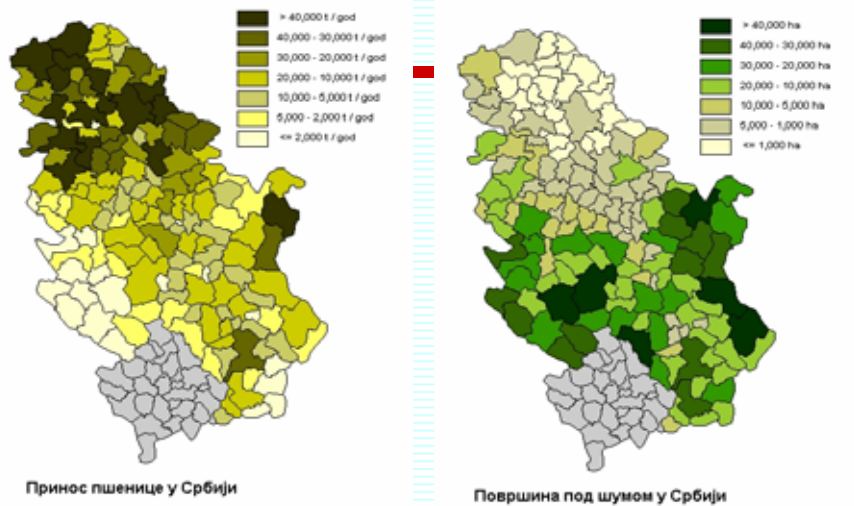 > 40,000 t / god
40,000 - 30,000 t / god
30,000 - 20,000 t / god
20,000 - 10,000 t / god
10,000 - 5,000 t / god
5,000 - 2,000 t / god
<= 2,000 t / god
Принос пшенице у Србији
> 40,000 ha
40,000 - 30,000 ha
30,000 - 20,000 ha
20,000 - 10,000 ha
10,000 - 5,000 ha
5,000 - 1,000 ha
<= 1,000 ha
Површина под шумом у Србији